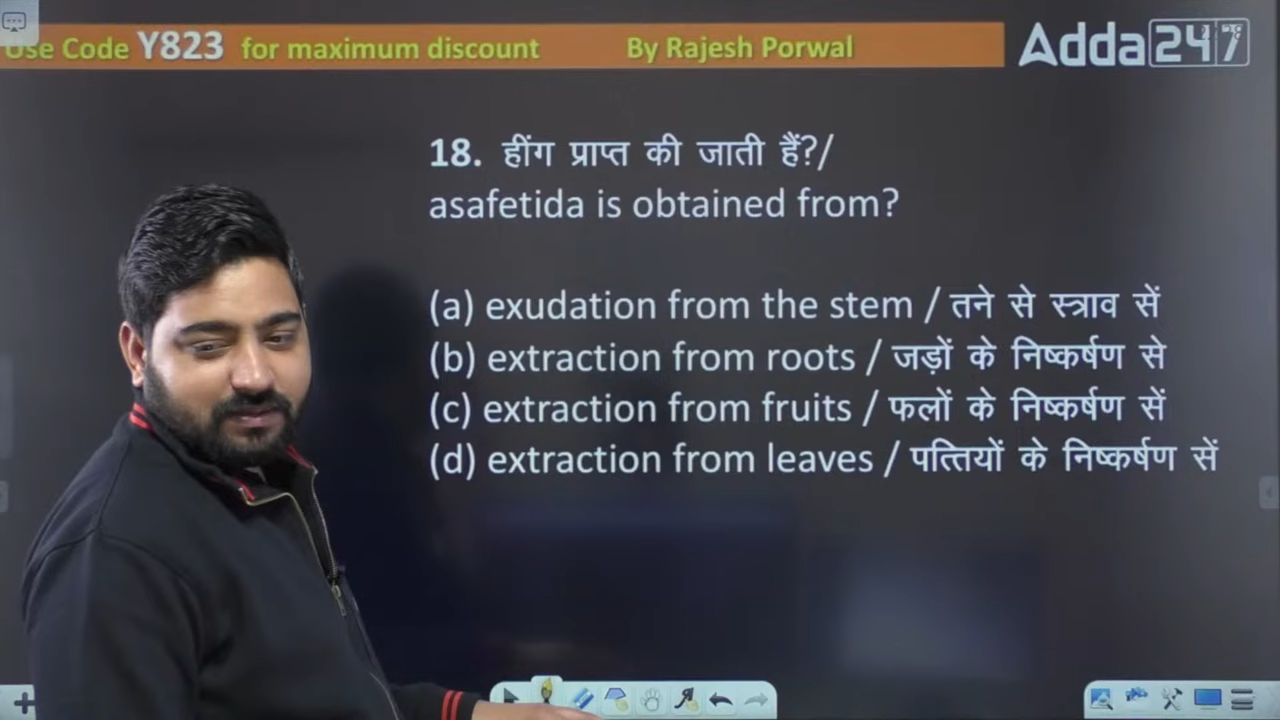 Use Code Y823 for maximum discount By Rajesh Porwal
Adda247
18. हींग प्राप्त की जाती हैं?/
asafetida is obtained from?
(a) exudation from the stem / तने से स्त्राव सें
(b) extraction from roots / जड़ों के निष्कर्षण से
(c) extraction from fruits / फलों के निष्कर्षण सें
(d) extraction from leaves / पत्तियों के निष्कर्षण सें